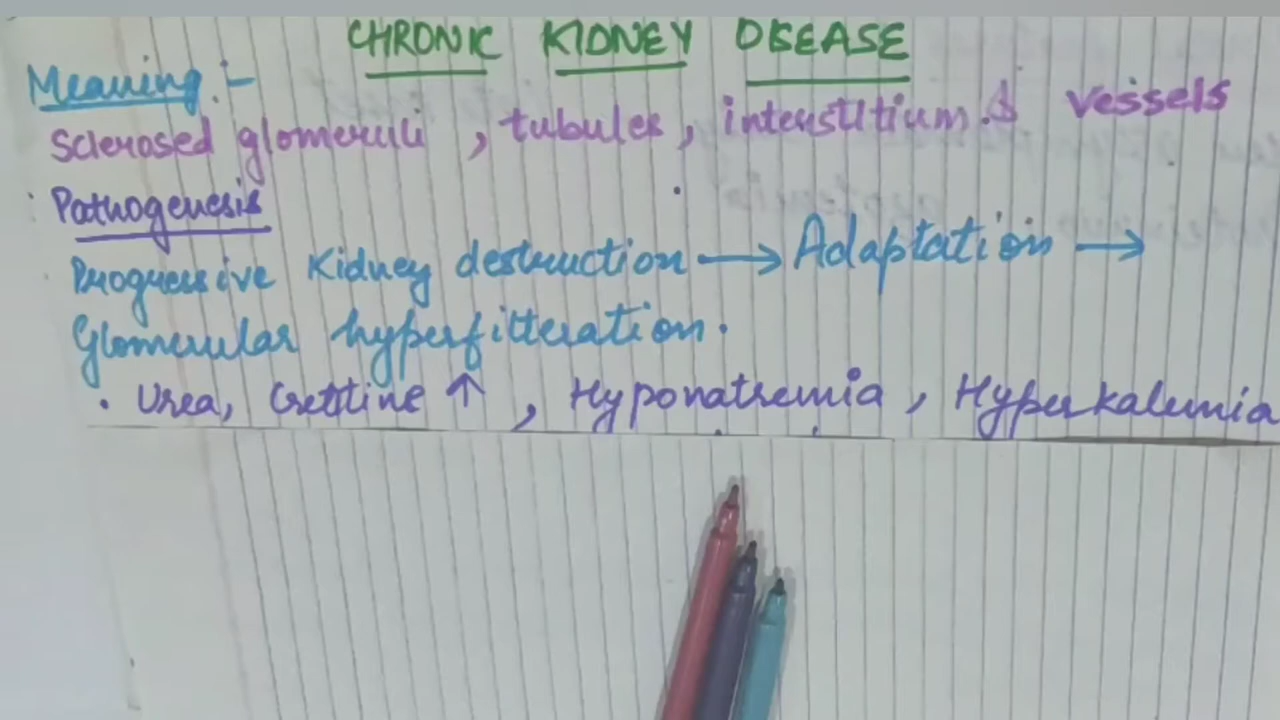 CHRONIC KIDNEY DISEASE
Meaning :-
Sclerosed glomeruli , tubules, interstitium & vessels
Pathogenesis
Progressive Kidney destruction → Adaptation →
Glomerular hyperfilteration.
. Urea, Cretitine ↑ , Hyponatremia , Hyperkalemia